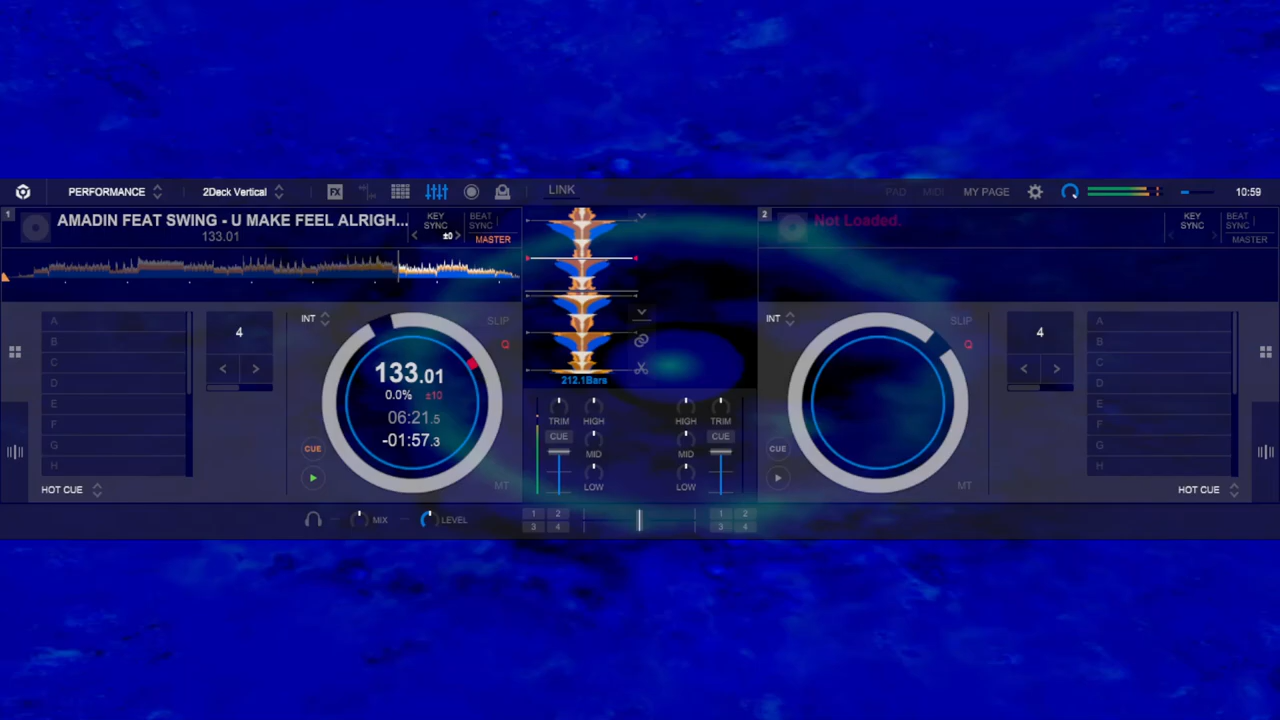 PERFORMANCE 2Deck Vertical FX LINK PAD MIDI MY PAGE 10:59
1 AMADIN FEAT SWING - U MAKE FEEL ALRIGH...
133.01
KEY SYNC ±0
BEAT SYNC
MASTER
2 Not Loaded.
KEY SYNC
BEAT SYNC
MASTER
A
B
C
D
E
F
G
H
HOT CUE
4
INT
SLIP
Q
133.01
0.0% ±10
06:21.5
-01:57.3
CUE
MT
212.1Bars
TRIM HIGH HIGH TRIM
CUE CUE
MID MID
LOW LOW
INT
SLIP
Q
CUE
MT
4
A
B
C
D
E
F
G
H
HOT CUE
MIX LEVEL
1 2
3 4
1 2
3 4